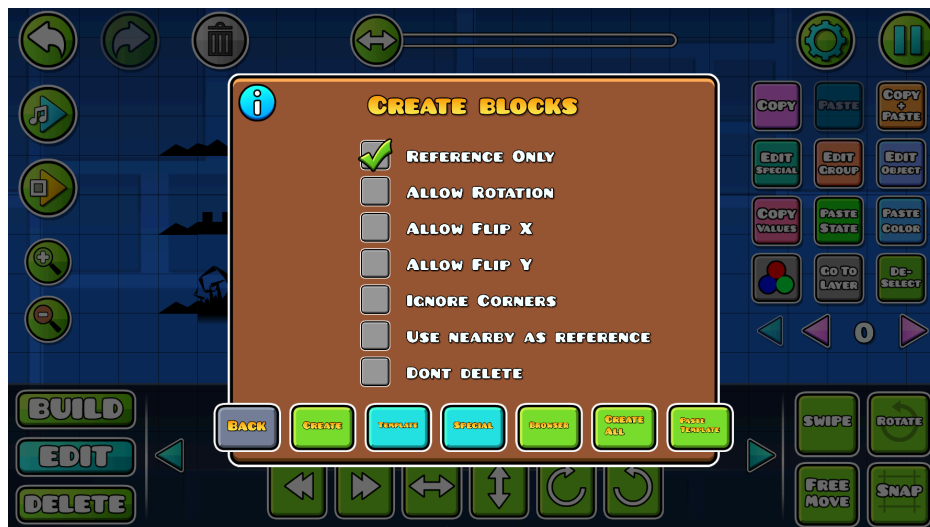 CREATE BLOCKS
REFERENCE ONLY
ALLOW ROTATION
ALLOW FLIP X
ALLOW FLIP Y
IGNORE CORNERS
USE NEARBY AS REFERENCE
DONT DELETE
BACK
CREATE
TEMPLATE
SPECIAL
BROWSER
CREATE
ALL
PASTE
TEMPLATE
COPY
PASTE
COPY
+
PASTE
EDIT
SPECIAL
EDIT
GROUP
EDIT
OBJECT
COPY
VALUES
PASTE
STATE
PASTE
COLOR
GO TO
LAYER
DE-
SELECT
0
BUILD
EDIT
DELETE
SWIPE
ROTATE
FREE
MOVE
SNAP